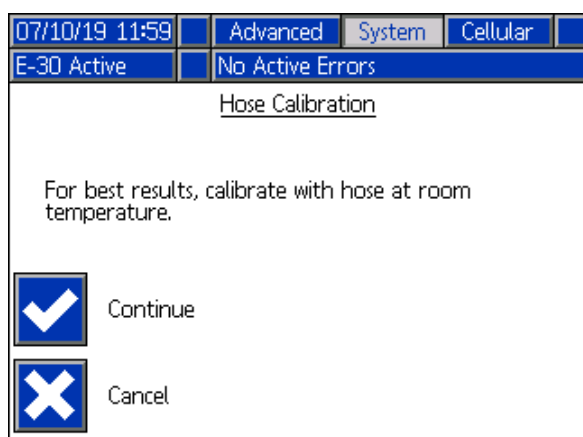 07/10/19 11:59 Advanced System Cellular
E-30 Active No Active Errors
Hose Calibration
For best results, calibrate with hose at room
temperature.
Continue
Cancel